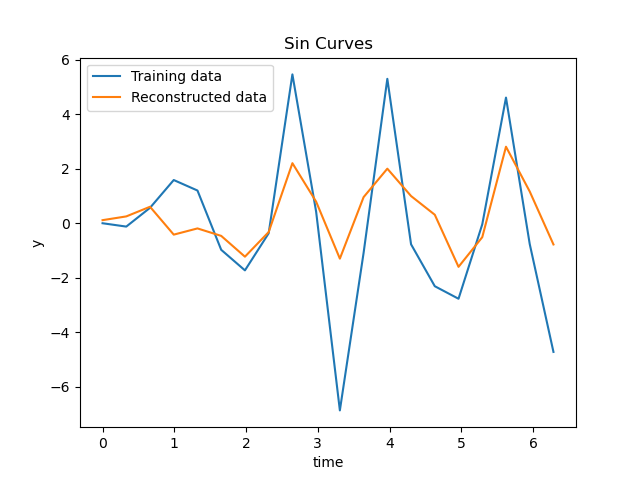 Sin Curves
Training data
Reconstructed data
6
4
2
0
−2
−4
−6
y
0 1 2 3 4 5 6
time